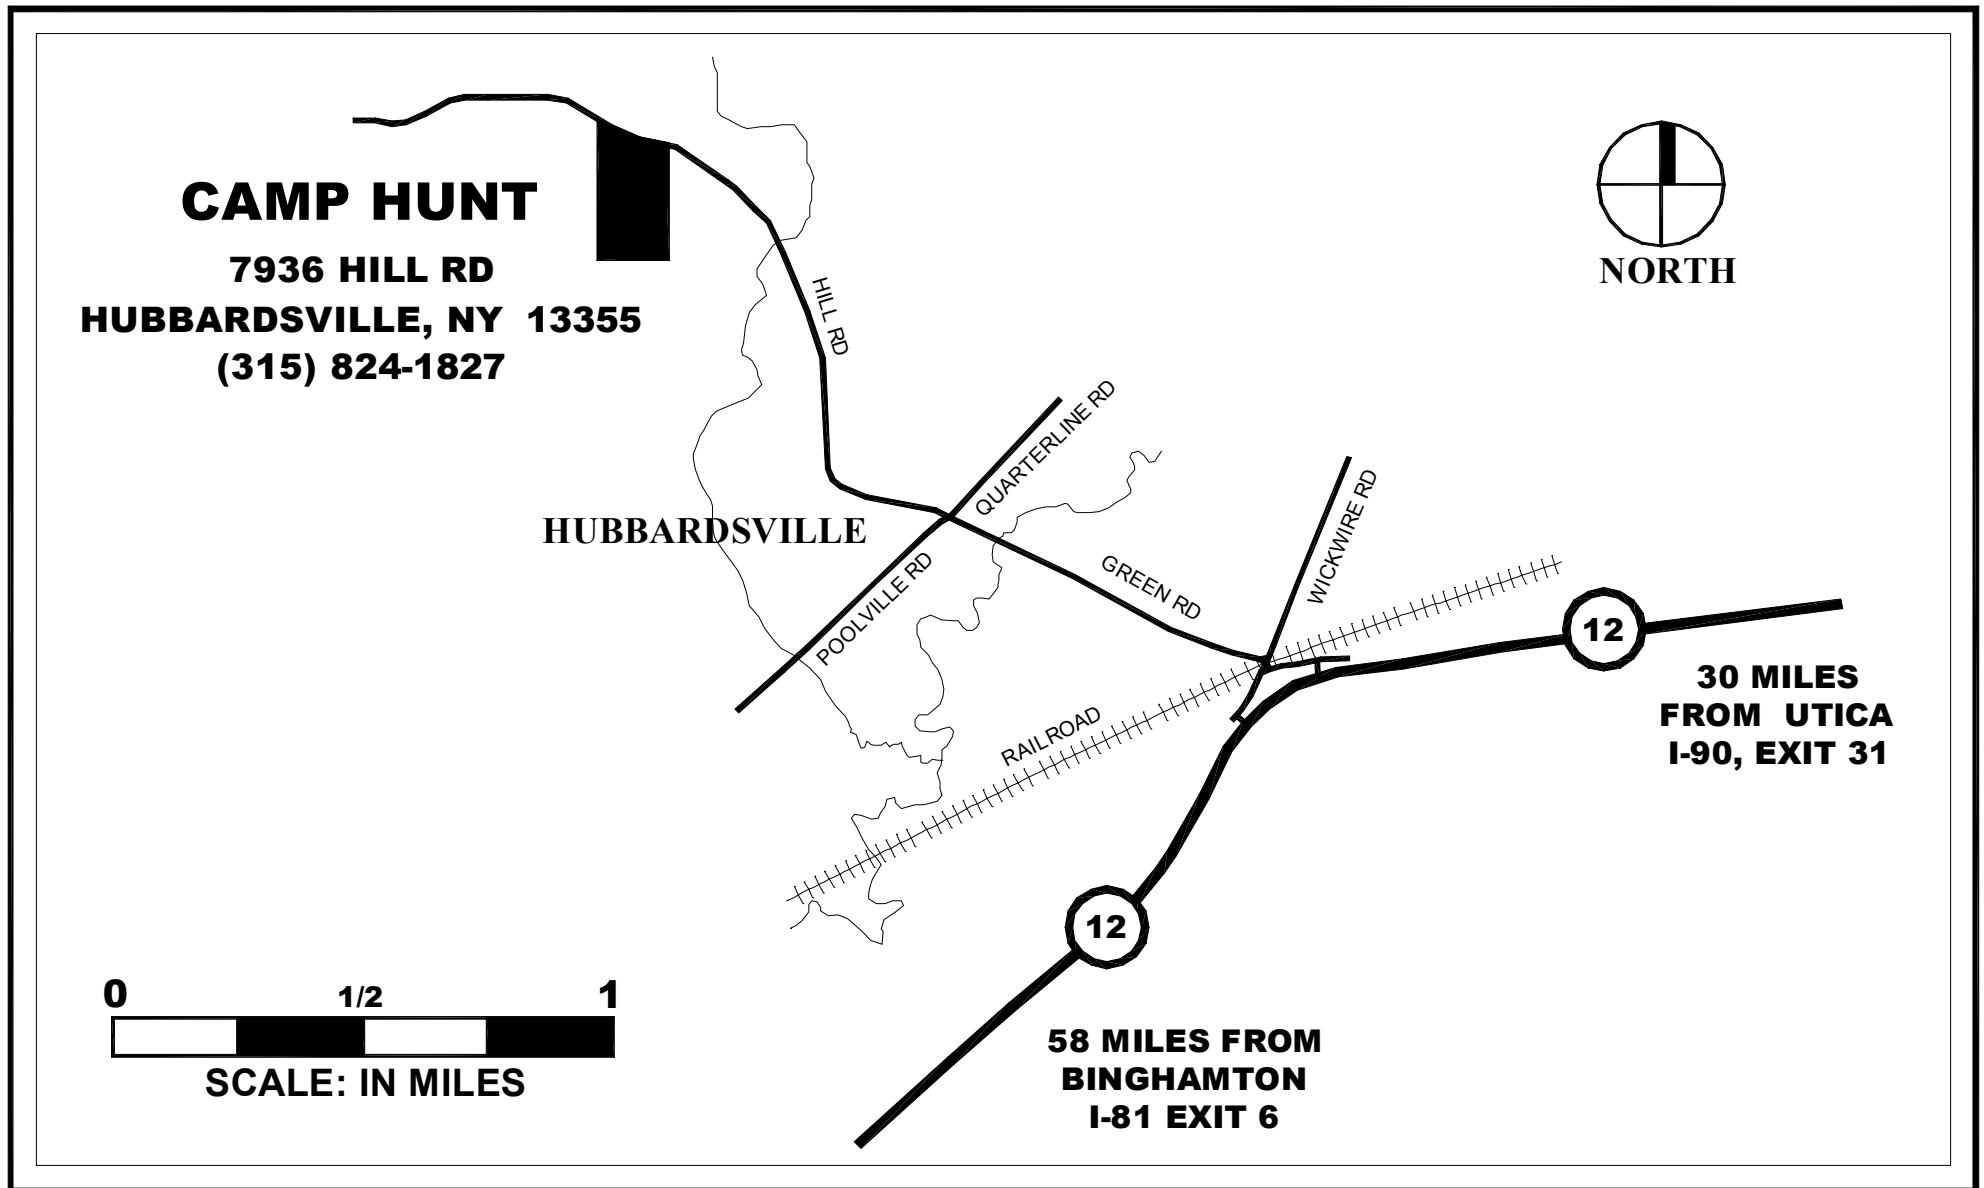 CAMP HUNT
7936 HILL RD
HUBBARDSVILLE, NY 13355
(315) 824-1827
NORTH
HILL RD
QUARTERLINE RD
HUBBARDSVILLE
POOLVILLE RD
GREEN RD
WICKWIRE RD
RAILROAD
12
30 MILES
FROM UTICA
I-90, EXIT 31
12
58 MILES FROM
BINGHAMTON
I-81 EXIT 6
0 1/2 1
SCALE: IN MILES